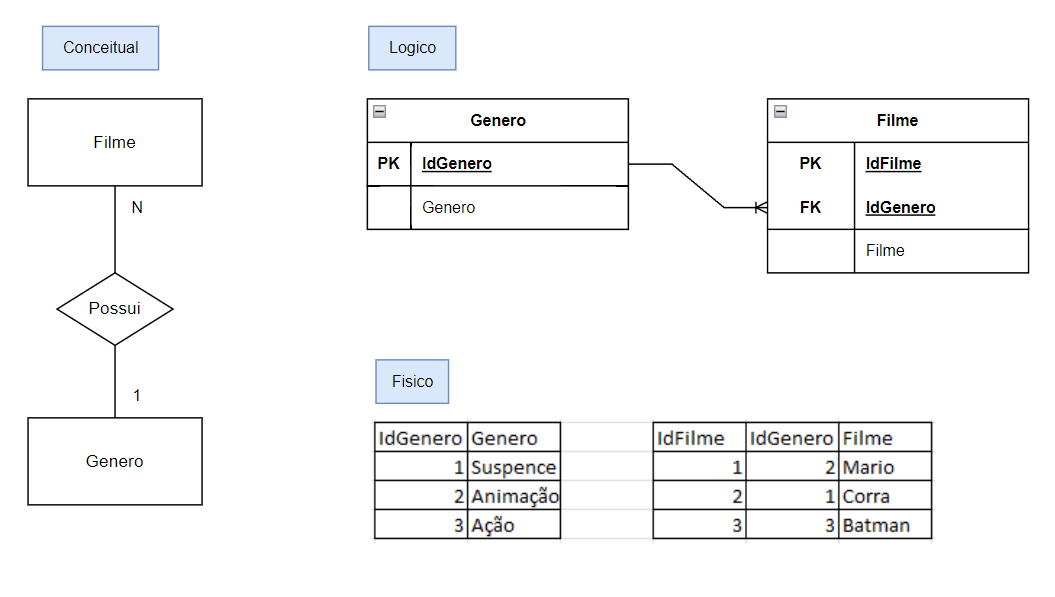 Conceitual
Filme
N
Possui
1
Genero
Logico
Genero
PK IdGenero
Genero
Filme
PK IdFilme
FK IdGenero
Filme
Fisico
IdGenero Genero
1 Suspence
2 Animação
3 Ação
IdFilme IdGenero Filme
1 2 Mario
2 1 Corra
3 3 Batman